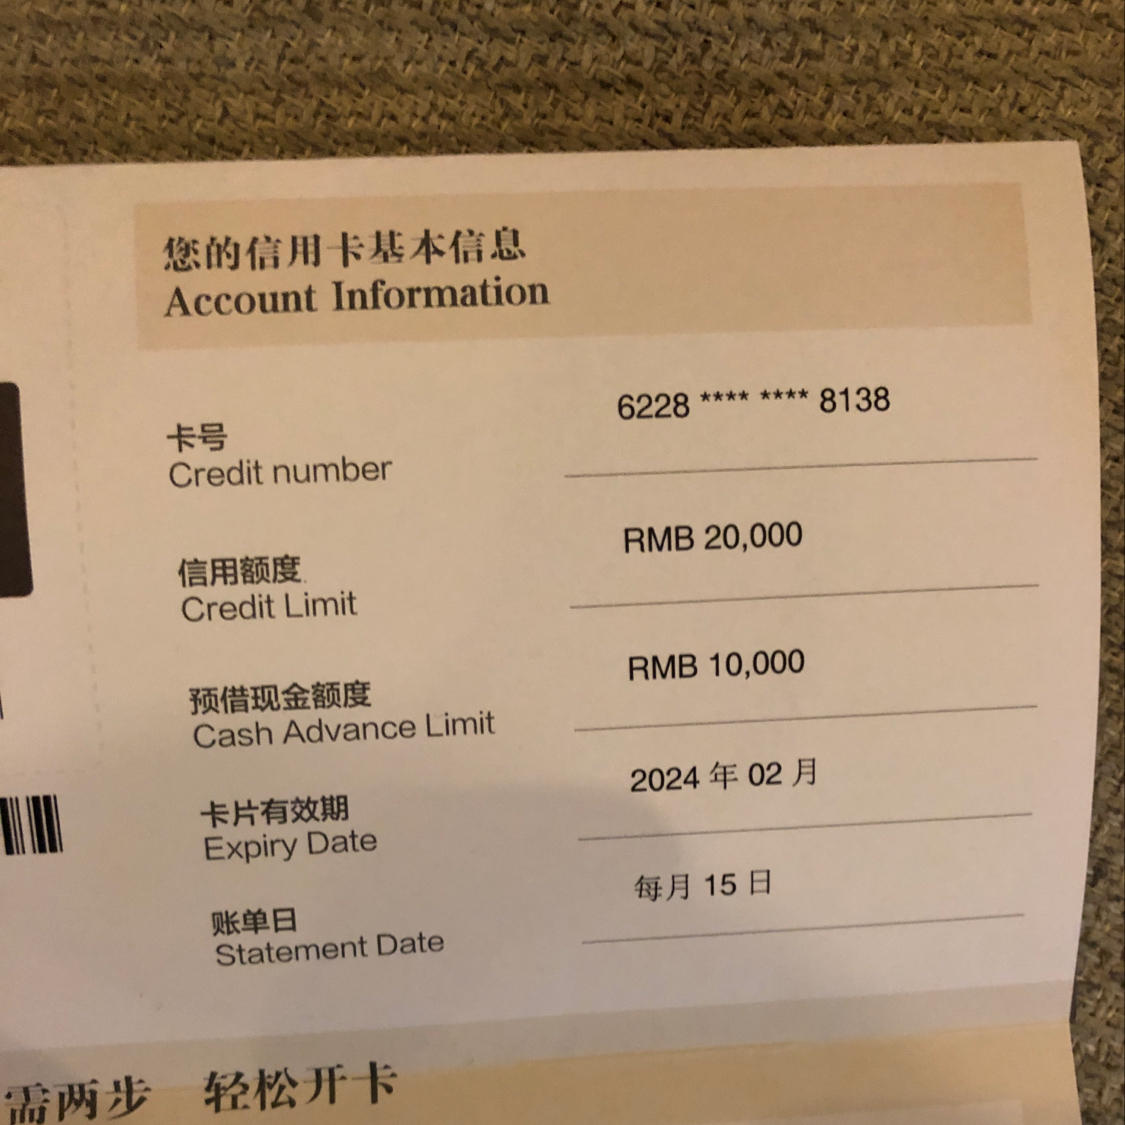 您的信用卡基本信息
Account Information
卡号
Credit number
6228 **** **** 8138
信用额度
Credit Limit
RMB 20,000
预借现金额度
Cash Advance Limit
RMB 10,000
卡片有效期
Expiry Date
2024 年 02 月
账单日
Statement Date
每月 15 日
需两步 轻松开卡